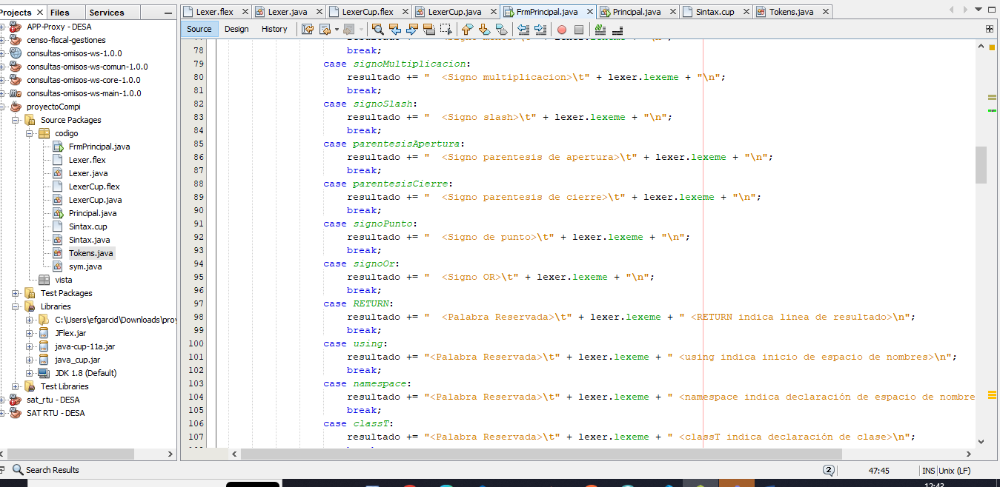 Projects
Files
Services
Lexer.flex
Lexer.java
LexerCup.flex
LexerCup.java
FrmPrincipal.java
Principal.java
Sintax.cup
Tokens.java
Source
Design
History
APP-Proxy - DESA
censo-fiscal-gestiones
consultas-omisos-ws-1.0.0
consultas-omisos-ws-comun-1.0.0
consultas-omisos-ws-core-1.0.0
consultas-omisos-ws-main-1.0.0
proyectoCompi
Source Packages
codigo
FrmPrincipal.java
Lexer.flex
Lexer.java
LexerCup.flex
LexerCup.java
Principal.java
Sintax.cup
Sintax.java
Tokens.java
sym.java
vista
Test Packages
Libraries
C:\Users\efgarcid\Downloads\proy
JFlex.jar
java-cup-11a.jar
java_cup.jar
JDK 1.8 (Default)
Test Libraries
sat_rtu - DESA
SAT RTU - DESA
78 break;
79 case signoMultiplicacion:
80 resultado += "  <Signo multiplicacion>\t" + lexer.lexeme + "\n";
81 break;
82 case signoSlash:
83 resultado += "  <Signo slash>\t" + lexer.lexeme + "\n";
84 break;
85 case parentesisApertura:
86 resultado += "  <Signo parentesis de apertura>\t" + lexer.lexeme + "\n";
87 break;
88 case parentesisCierre:
89 resultado += "  <Signo parentesis de cierre>\t" + lexer.lexeme + "\n";
90 break;
91 case signoPunto:
92 resultado += "  <Signo de punto>\t" + lexer.lexeme + "\n";
93 break;
94 case signoOr:
95 resultado += "  <Signo OR>\t" + lexer.lexeme + "\n";
96 break;
97 case RETURN:
98 resultado += "  <Palabra Reservada>\t" + lexer.lexeme + " <RETURN indica linea de resultado>\n";
99 break;
100 case using:
101 resultado += "<Palabra Reservada>\t" + lexer.lexeme + " <using indica inicio de espacio de nombres>\n";
102 break;
103 case namespace:
104 resultado += "<Palabra Reservada>\t" + lexer.lexeme + " <namespace indica declaración de espacio de nombre
105 break;
106 case classT:
107 resultado += "<Palabra Reservada>\t" + lexer.lexeme + " <classT indica declaración de clase>\n";
Search Results
2
47:45
INS
Unix (LF)
12:43